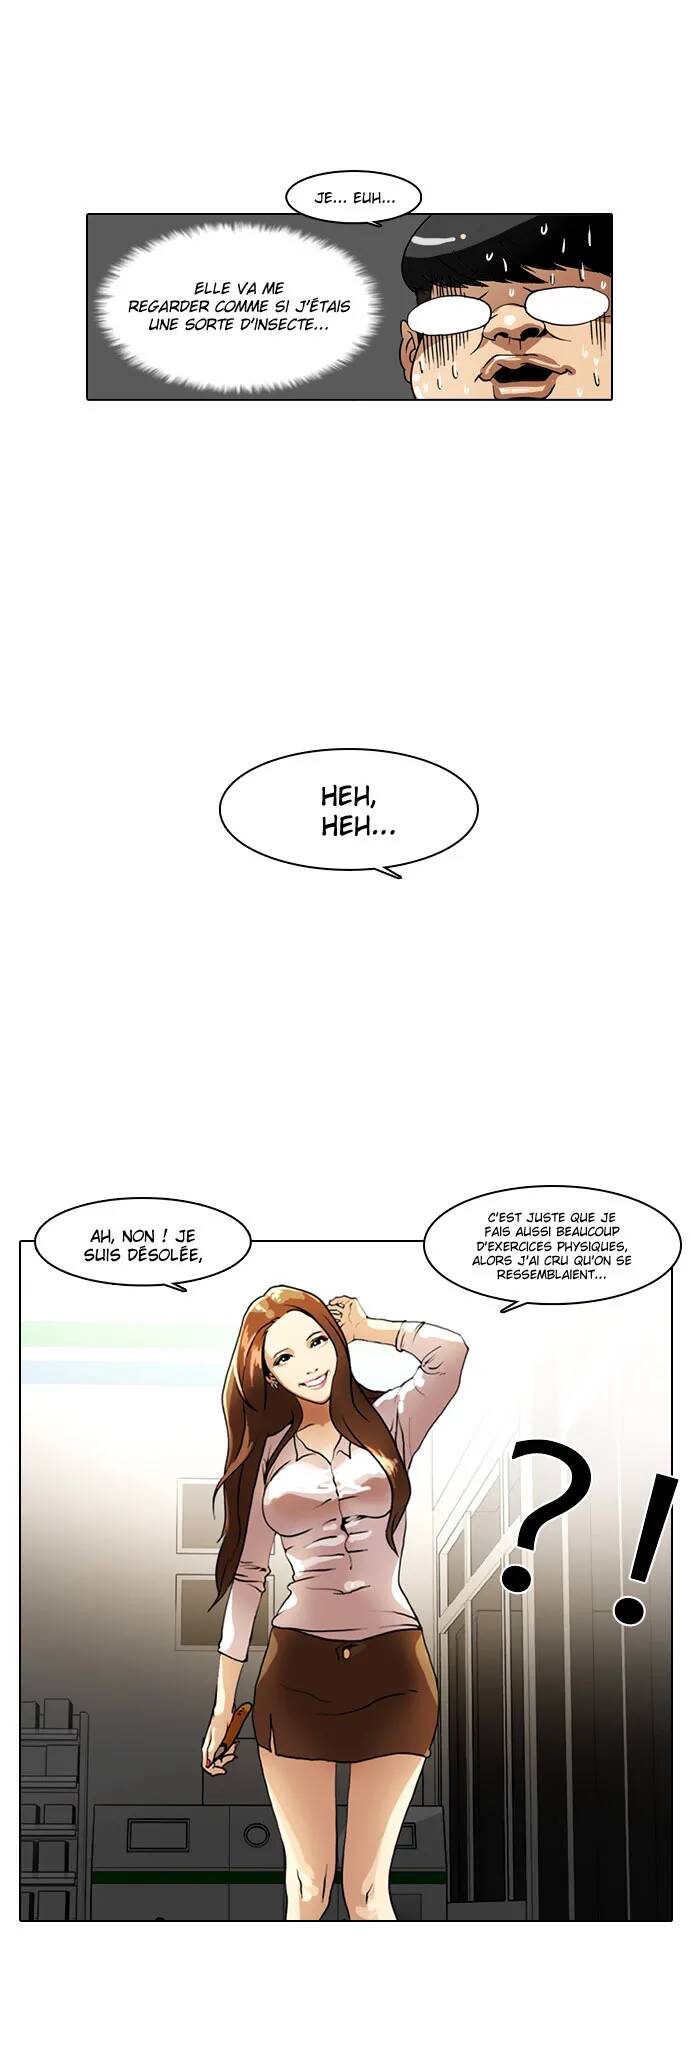 JE... EUH...
ELLE VA ME
REGARDER COMME SI J'ÉTAIS
UNE SORTE D'INSECTE...
HEH,
HEH...
AH, NON ! JE
SUIS DÉSOLÉE,
C'EST JUSTE QUE JE
FAIS AUSSI BEAUCOUP
D'EXERCICES PHYSIQUES,
ALORS J'AI CRU QU'ON SE
RESSEMBLAIENT...
?!